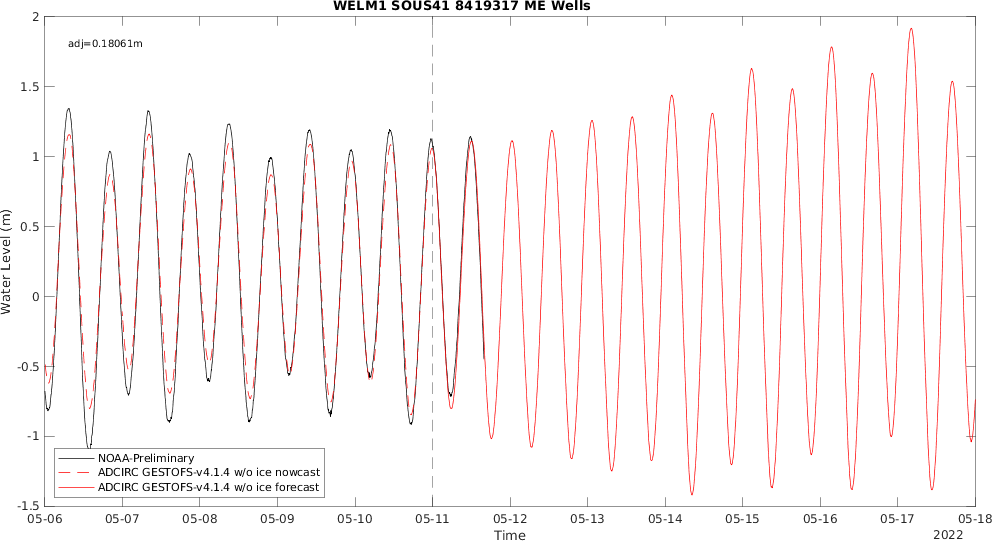 WELM1 SOUS41 8419317 ME Wells
adj=0.18061m
2
1.5
1
0.5
0
-0.5
-1
-1.5
Water Level (m)
NOAA-Preliminary
ADCIRC GESTOFS-v4.1.4 w/o ice nowcast
ADCIRC GESTOFS-v4.1.4 w/o ice forecast
05-06 05-07 05-08 05-09 05-10 05-11 05-12 05-13 05-14 05-15 05-16 05-17 05-18
Time
2022